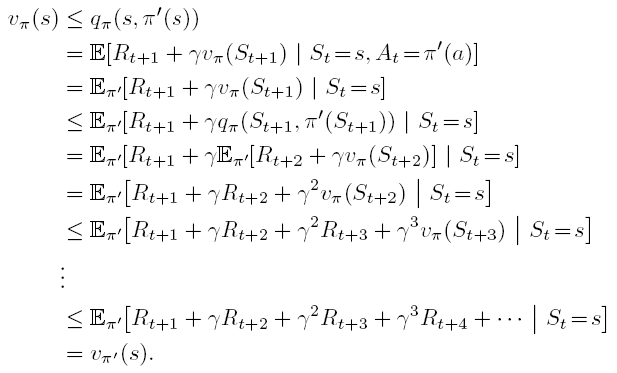 v_π(s) ≤ q_π(s, π′(s))
= 𝔼[R_{t+1} + γv_π(S_{t+1}) | S_t = s, A_t = π′(a)]
= 𝔼_{π′}[R_{t+1} + γv_π(S_{t+1}) | S_t = s]
≤ 𝔼_{π′}[R_{t+1} + γq_π(S_{t+1}, π′(S_{t+1})) | S_t = s]
= 𝔼_{π′}[R_{t+1} + γ𝔼_{π′}[R_{t+2} + γv_π(S_{t+2})] | S_t = s]
= 𝔼_{π′}[R_{t+1} + γR_{t+2} + γ²v_π(S_{t+2}) | S_t = s]
≤ 𝔼_{π′}[R_{t+1} + γR_{t+2} + γ²R_{t+3} + γ³v_π(S_{t+3}) | S_t = s]
⋮
≤ 𝔼_{π′}[R_{t+1} + γR_{t+2} + γ²R_{t+3} + γ³R_{t+4} + ⋯ | S_t = s]
= v_{π′}(s).